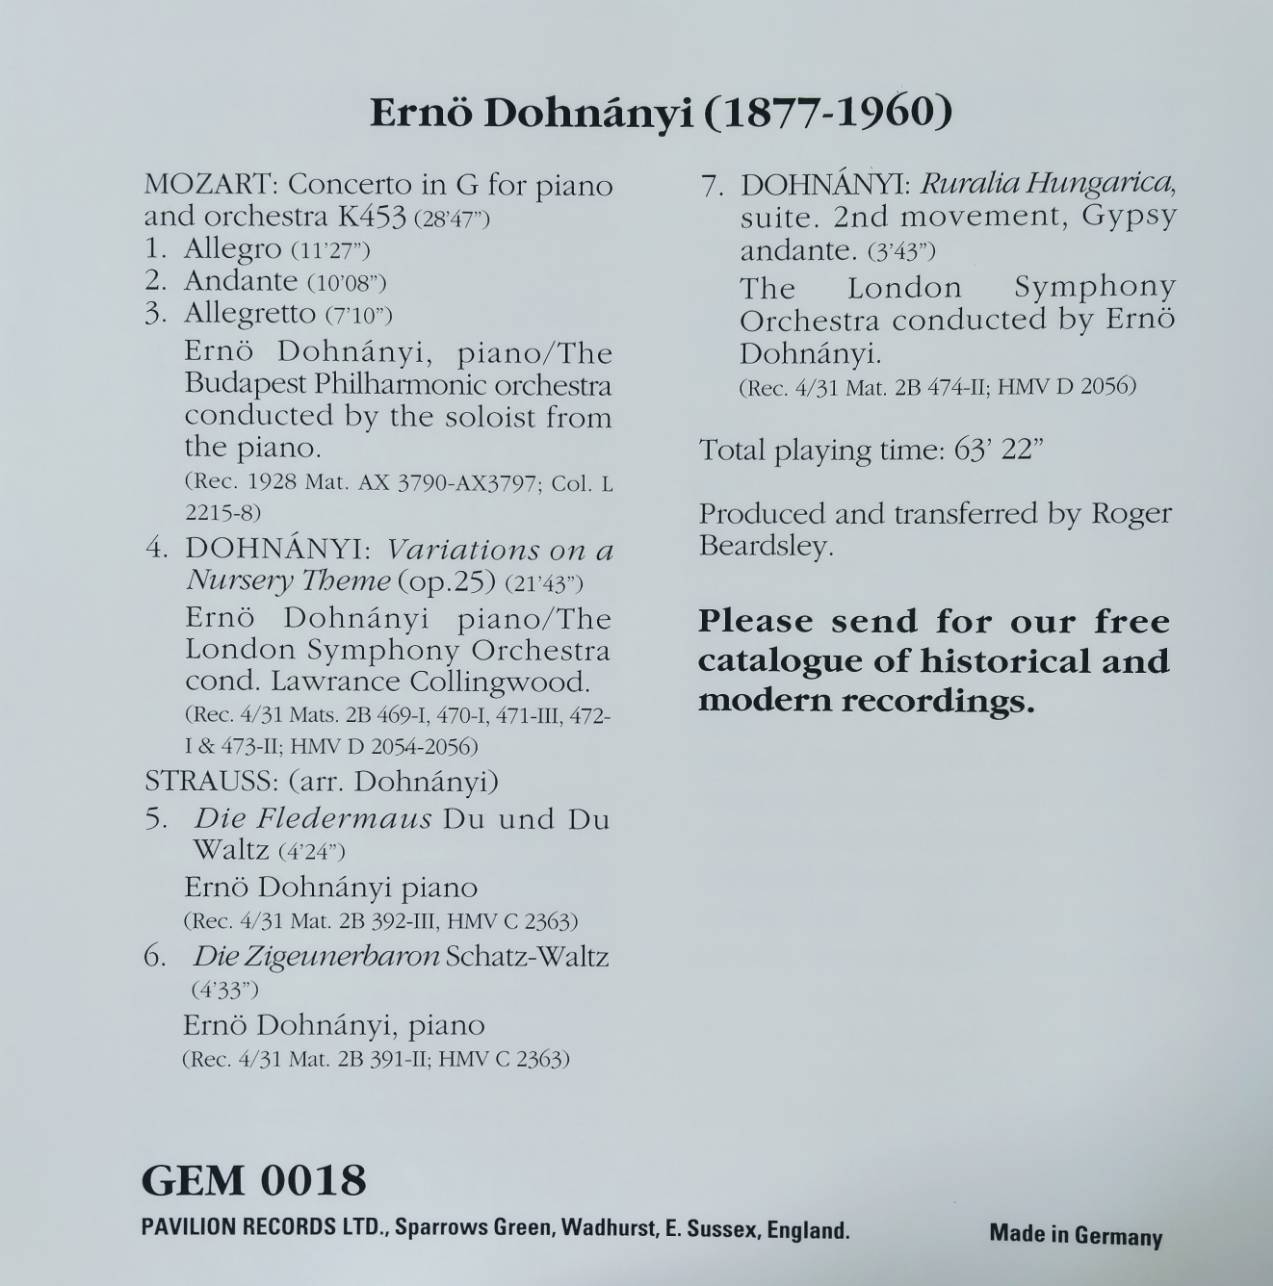 Ernö Dohnányi (1877-1960)
MOZART: Concerto in G for piano
and orchestra K453 (28'47")
1. Allegro (11'27")
2. Andante (10'08")
3. Allegretto (7'10")
Ernö Dohnányi, piano/The
Budapest Philharmonic orchestra
conducted by the soloist from
the piano.
(Rec. 1928 Mat. AX 3790-AX3797; Col. L
2215-8)
4. DOHNÁNYI: Variations on a
Nursery Theme (op.25) (21'43")
Ernö Dohnányi piano/The
London Symphony Orchestra
cond. Lawrance Collingwood.
(Rec. 4/31 Mats. 2B 469-I, 470-I, 471-III, 472-
I & 473-II; HMV D 2054-2056)
STRAUSS: (arr. Dohnányi)
5. Die Fledermaus Du und Du
Waltz (4'24")
Ernö Dohnányi piano
(Rec. 4/31 Mat. 2B 392-III, HMV C 2363)
6. Die Zigeunerbaron Schatz-Waltz
(4'33")
Ernö Dohnányi, piano
(Rec. 4/31 Mat. 2B 391-II; HMV C 2363)
7. DOHNÁNYI: Ruralia Hungarica,
suite. 2nd movement, Gypsy
andante. (3'43")
The London Symphony
Orchestra conducted by Ernö
Dohnányi.
(Rec. 4/31 Mat. 2B 474-II; HMV D 2056)
Total playing time: 63' 22"
Produced and transferred by Roger
Beardsley.
Please send for our free
catalogue of historical and
modern recordings.
GEM 0018
PAVILION RECORDS LTD., Sparrows Green, Wadhurst, E. Sussex, England.
Made in Germany